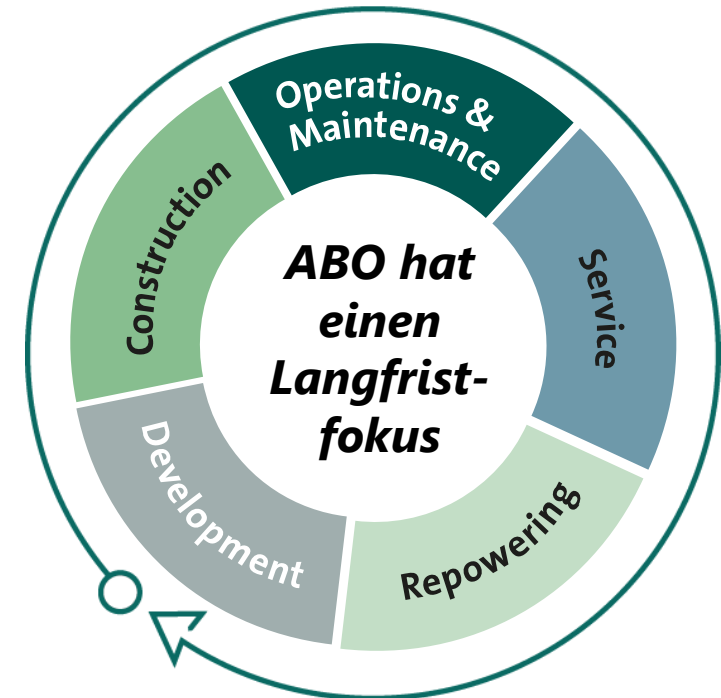 Operations &
Maintenance
Construction
Service
ABO hat
einen
Langfrist-
fokus
Development
Repowering